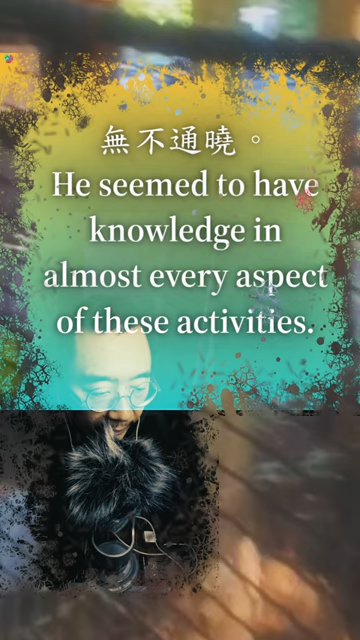 無不通曉。
He seemed to have
knowledge in
almost every aspect
of these activities.